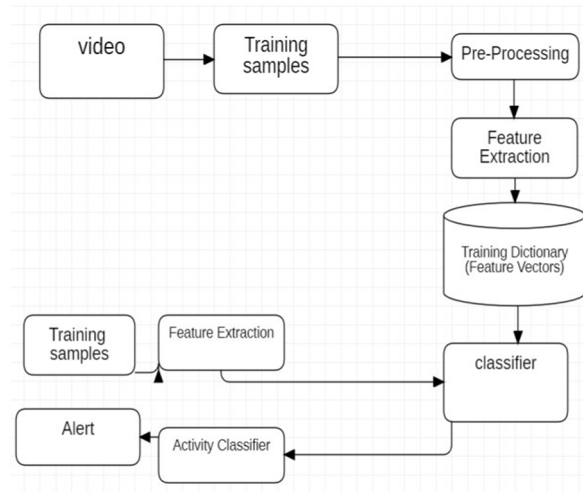 video
Training
samples
Pre-Processing
Feature
Extraction
Training Dictionary
(Feature Vectors)
Training
samples
Feature Extraction
classifier
Alert
Activity Classifier